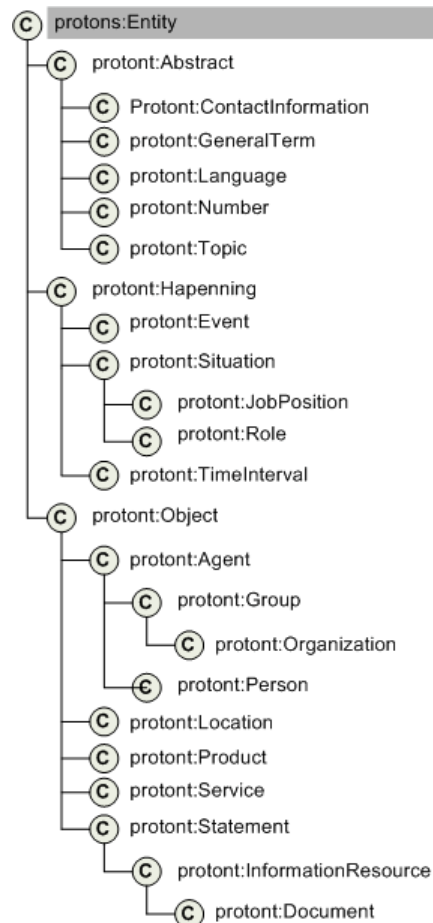 C protons:Entity
C protont:Abstract
C Protont:ContactInformation
C protont:GeneralTerm
C protont:Language
C protont:Number
C protont:Topic
C protont:Hapenning
C protont:Event
C protont:Situation
C protont:JobPosition
C protont:Role
C protont:TimeInterval
C protont:Object
C protont:Agent
C protont:Group
C protont:Organization
C protont:Person
C protont:Location
C protont:Product
C protont:Service
C protont:Statement
C protont:InformationResource
C protont:Document